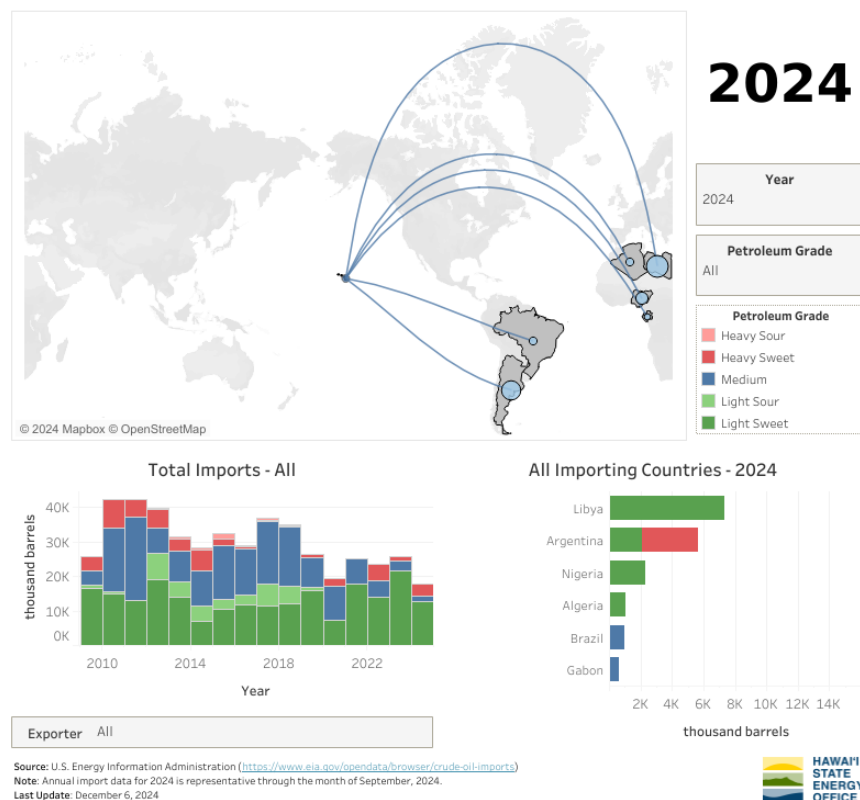 2024
Year
2024
Petroleum Grade
All
Petroleum Grade
Heavy Sour
Heavy Sweet
Medium
Light Sour
Light Sweet
© 2024 Mapbox © OpenStreetMap
Total Imports - All
thousand barrels
40K
30K
20K
10K
0K
2010 2014 2018 2022
Year
All Importing Countries - 2024
Libya
Argentina
Nigeria
Algeria
Brazil
Gabon
2K 4K 6K 8K 10K 12K 14K
thousand barrels
Exporter All
Source: U.S. Energy Information Administration (https://www.eia.gov/opendata/browser/crude-oil-imports)
Note: Annual import data for 2024 is representative through the month of September, 2024.
Last Update: December 6, 2024
HAWAI'I
STATE
ENERGY
OFFICE